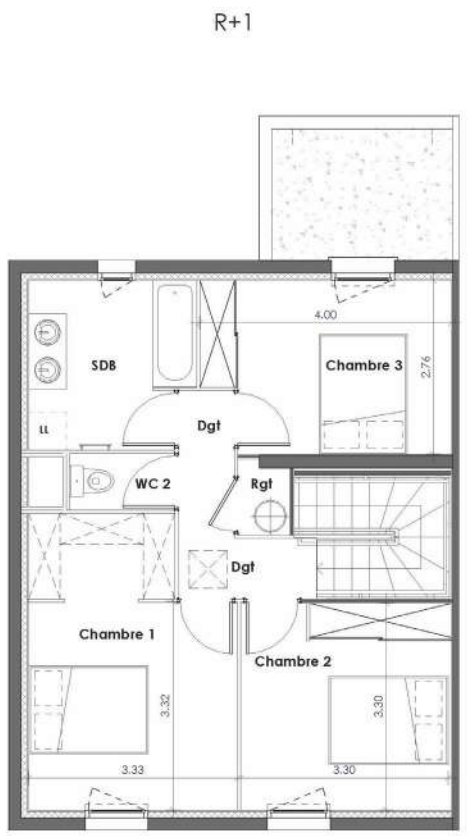 R+1
4.00
SDB
Chambre 3
2.76
LL
Dgt
WC 2
Rgt
Dgt
Chambre 1
Chambre 2
3.32
3.30
3.33
3.30